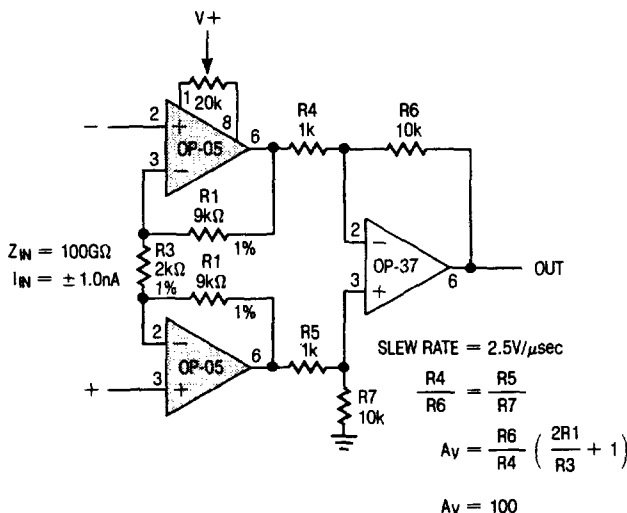 V+
1
20k
8
−
2
+
OP-05
6
3
−
R4
1k
R6
10k
R1
9kΩ
1%
ZIN = 100GΩ
IIN = ± 1.0nA
R3
2kΩ
1%
R1
9kΩ
1%
2
−
OP-37
6
OUT
3
+
2
−
OP-05
6
+
3
+
R5
1k
R7
10k
SLEW RATE = 2.5V/μsec
R4/R6 = R5/R7
AV = R6/R4 ( 2R1/R3 + 1 )
AV = 100